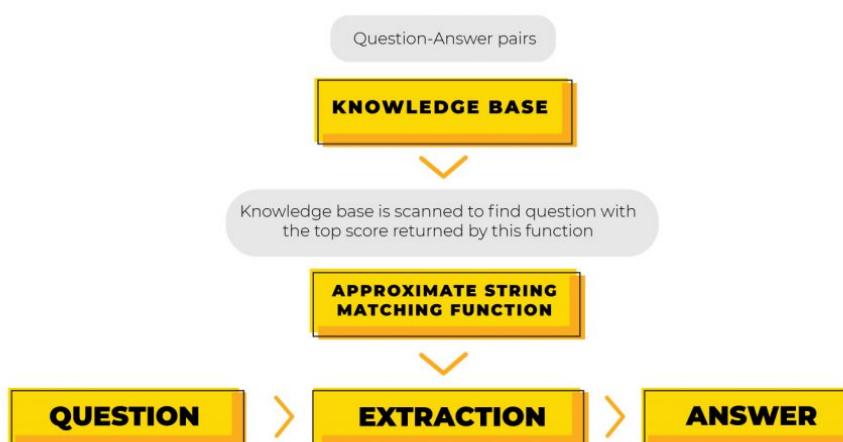 Question-Answer pairs
KNOWLEDGE BASE
Knowledge base is scanned to find question with
the top score returned by this function
APPROXIMATE STRING
MATCHING FUNCTION
QUESTION
EXTRACTION
ANSWER